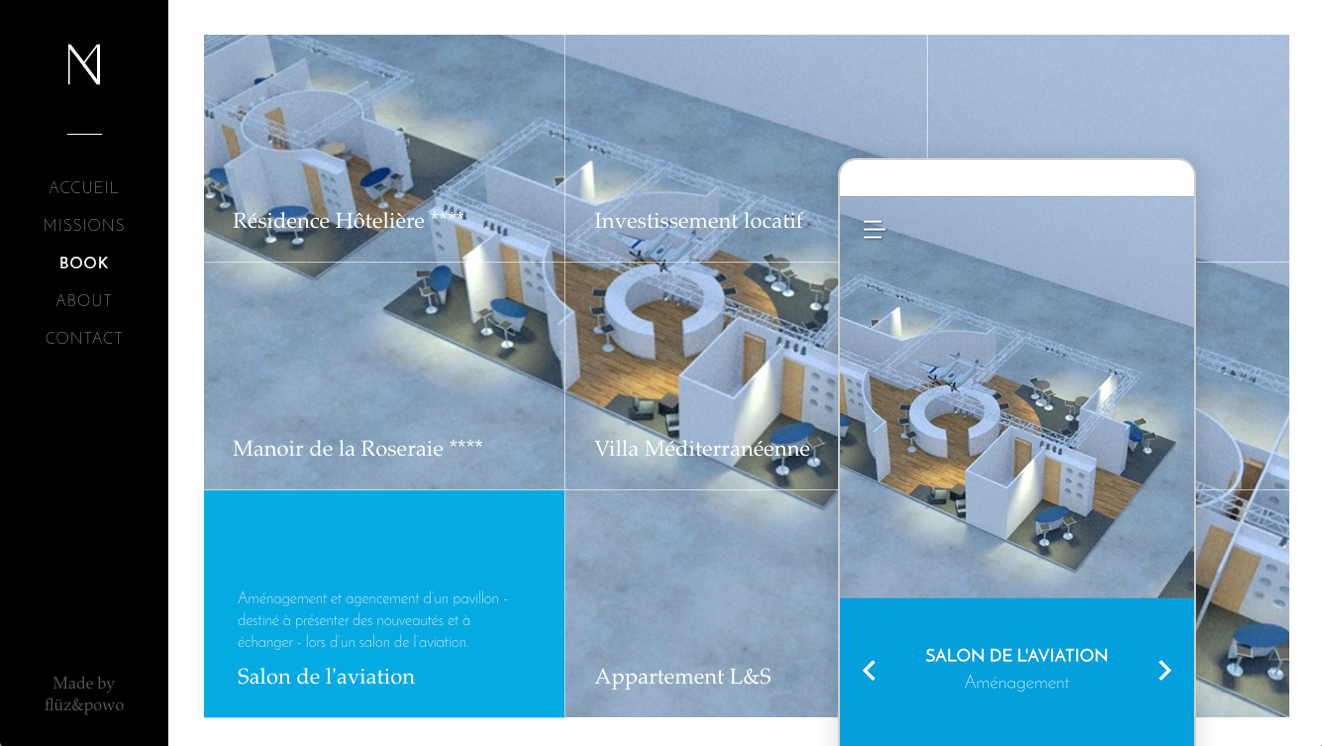 N
ACCUEIL
MISSIONS
BOOK
ABOUT
CONTACT
Made by
flüz&powo
Résidence Hôtelière ****
Investissement locatif
Manoir de la Roseraie ****
Villa Méditerranéenne
Aménagement et agencement d'un pavillon -
destiné à présenter des nouveautés et à
échanger - lors d'un salon de l'aviation.
Salon de l'aviation
Appartement L&S
SALON DE L'AVIATION
Aménagement